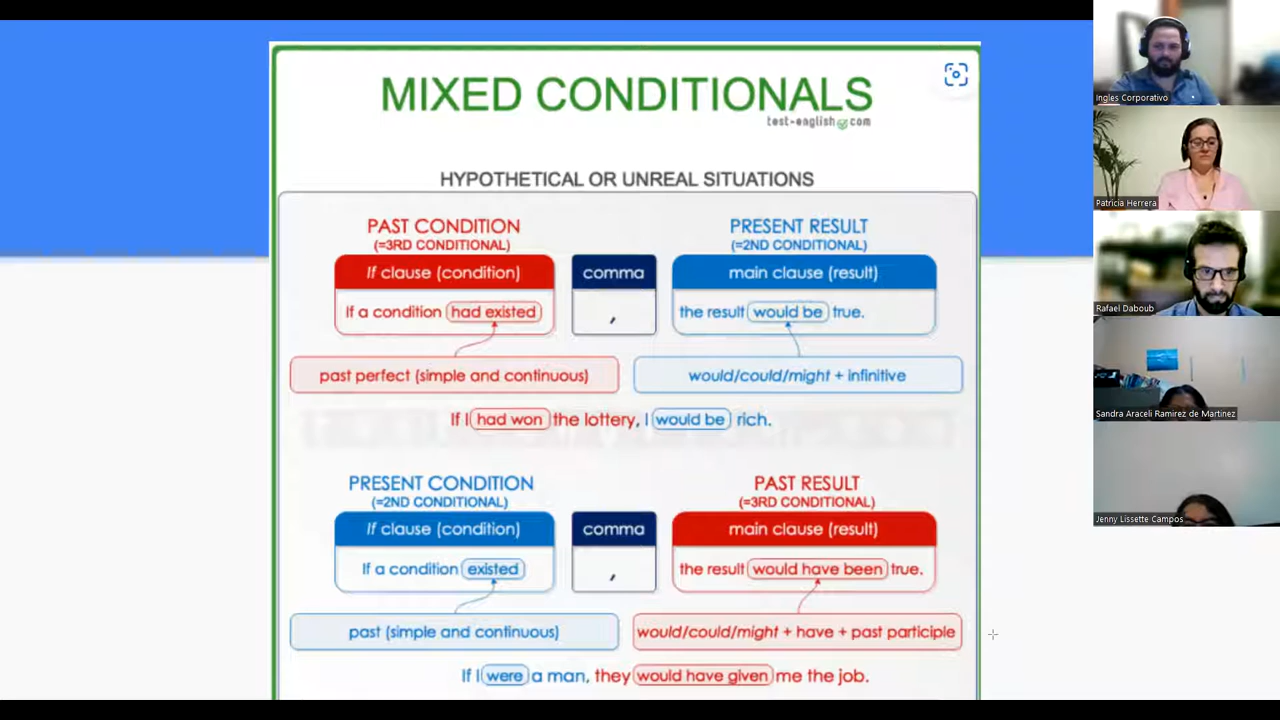 MIXED CONDITIONALS
test-english com
HYPOTHETICAL OR UNREAL SITUATIONS
PAST CONDITION
(=3RD CONDITIONAL)
If clause (condition)
If a condition had existed
comma
,
PRESENT RESULT
(=2ND CONDITIONAL)
main clause (result)
the result would be true.
past perfect (simple and continuous)
would/could/might + infinitive
If I had won the lottery, I would be rich.
PRESENT CONDITION
(=2ND CONDITIONAL)
If clause (condition)
If a condition existed
comma
,
PAST RESULT
(=3RD CONDITIONAL)
main clause (result)
the result would have been true.
past (simple and continuous)
would/could/might + have + past participle
If I were a man, they would have given me the job.
Ingles Corporativo
Patricia Herrera
Rafael Daboub
Sandra Araceli Ramirez de Martinez
Jenny Lissette Campos